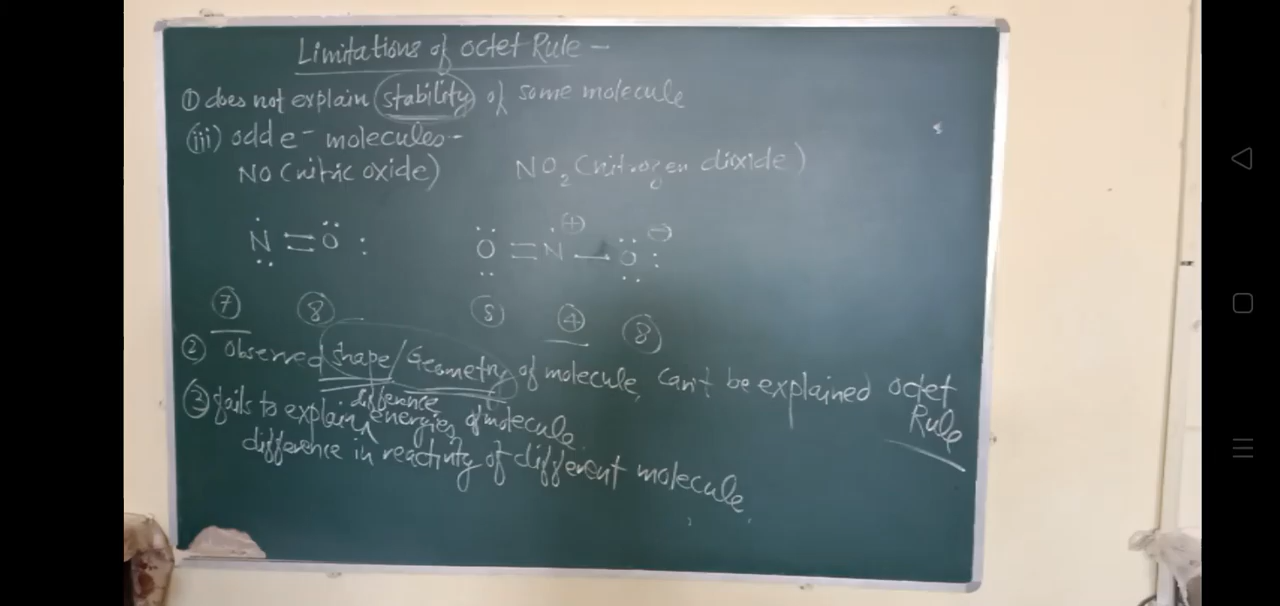 Limitations of octet Rule –
① does not explain stability of some molecule
(iii) odd e– molecules –
NO (nitric oxide) NO₂ (nitrogen dioxide)
N = O : O = N — O :
⊕ ⊖
⑦ ⑧ ⑧ ④ ⑧
② observed shape/Geometry of molecule, can't be explained octet
Rule
③ fails to explain difference energies of molecule
difference in reactivity of different molecule